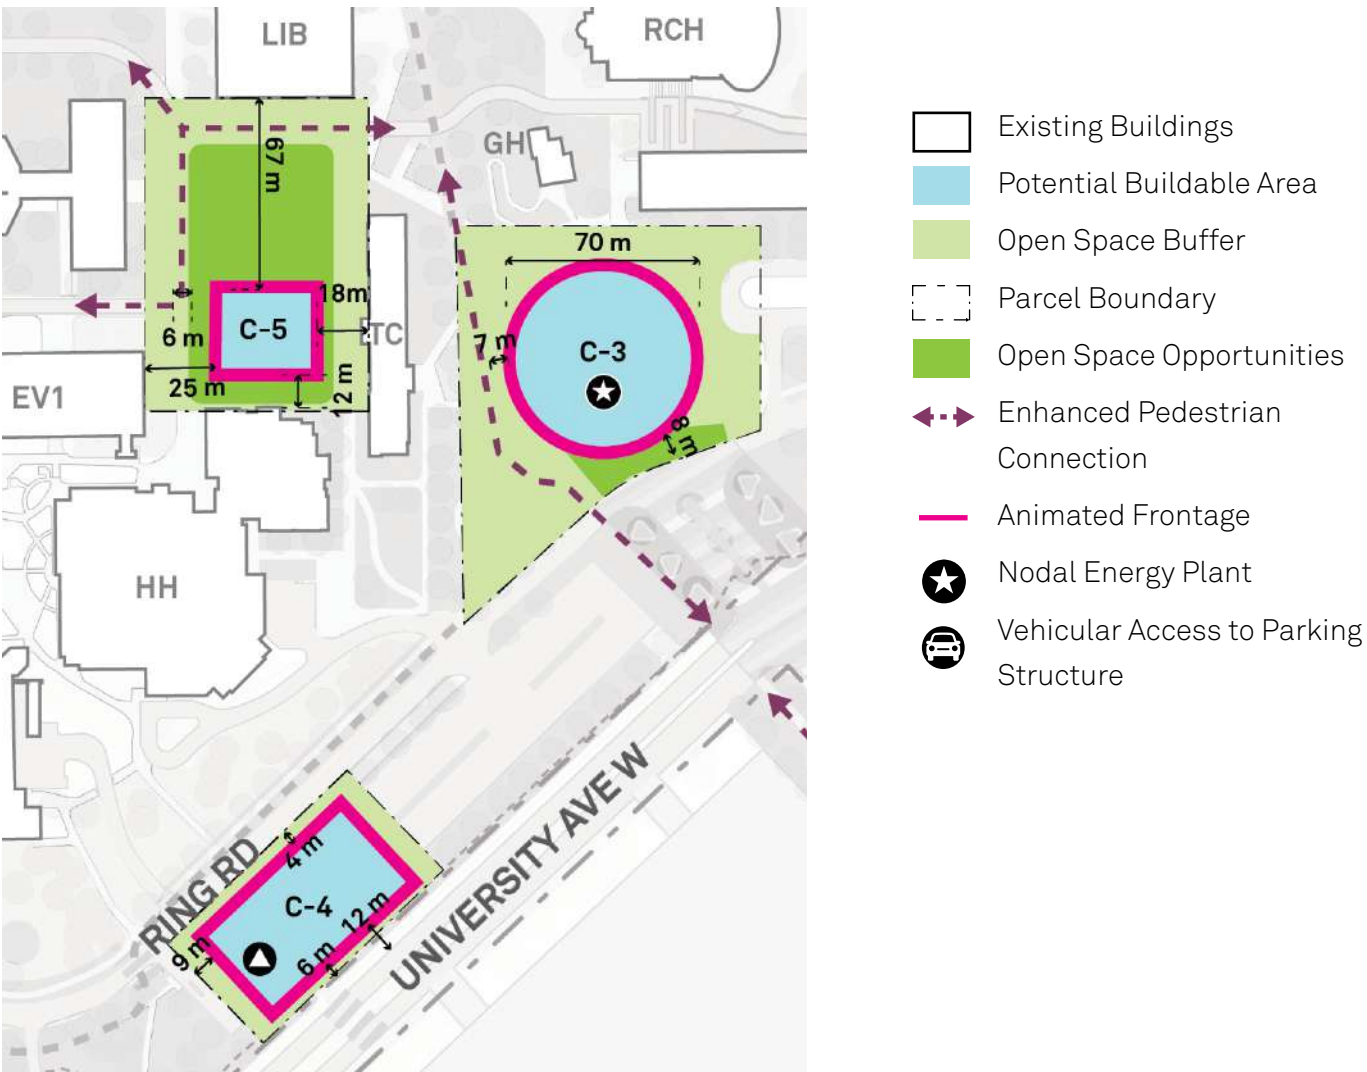 LIB
RCH
GH
67 m
70 m
18m
C-5
TC
6 m
7 m
C-3
25 m
12 m
EV1
8 m
HH
RING RD
4 m
C-4
12 m
9 m
6 m
UNIVERSITY AVE W
Existing Buildings
Potential Buildable Area
Open Space Buffer
Parcel Boundary
Open Space Opportunities
Enhanced Pedestrian
Connection
Animated Frontage
Nodal Energy Plant
Vehicular Access to Parking
Structure